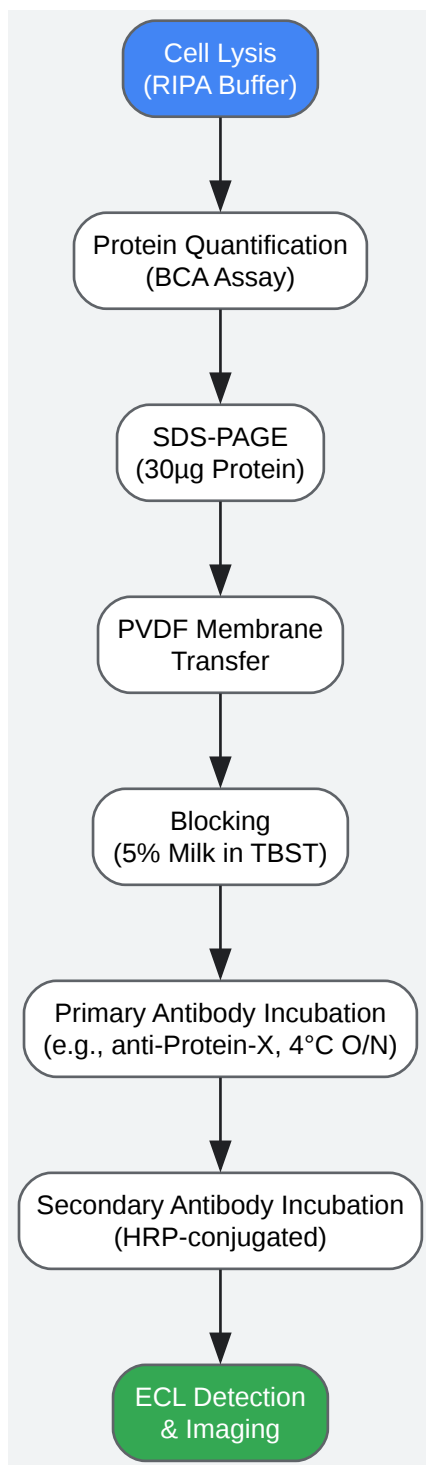 Cell Lysis
(RIPA Buffer)
Protein Quantification
(BCA Assay)
SDS-PAGE
(30µg Protein)
PVDF Membrane
Transfer
Blocking
(5% Milk in TBST)
Primary Antibody Incubation
(e.g., anti-Protein-X, 4°C O/N)
Secondary Antibody Incubation
(HRP-conjugated)
ECL Detection
& Imaging